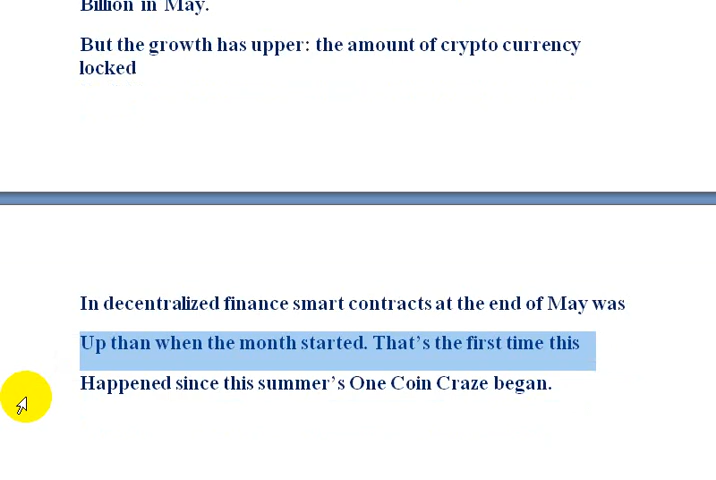 Billion in May.
But the growth has upper: the amount of crypto currency
locked
In decentralized finance smart contracts at the end of May was
Up than when the month started. That’s the first time this
Happened since this summer’s One Coin Craze began.